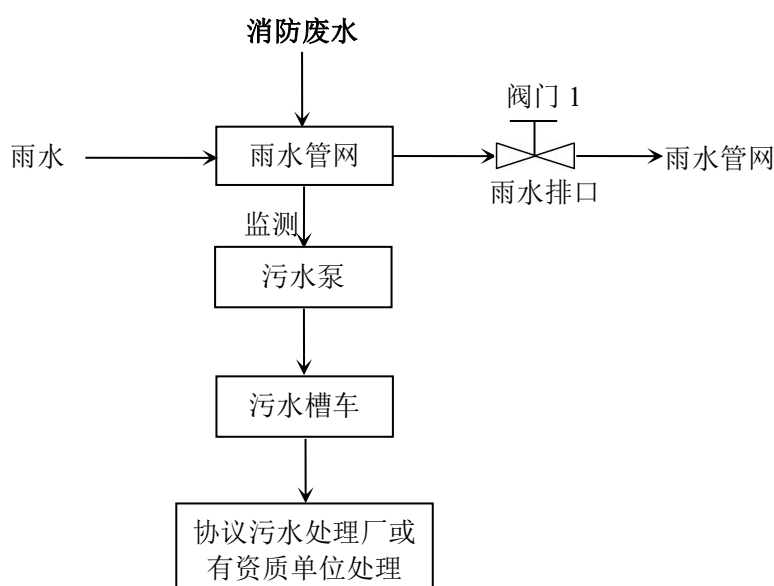 消防废水
阀门 1
雨水
雨水管网
雨水管网
雨水排口
监测
污水泵
污水槽车
协议污水处理厂或
有资质单位处理